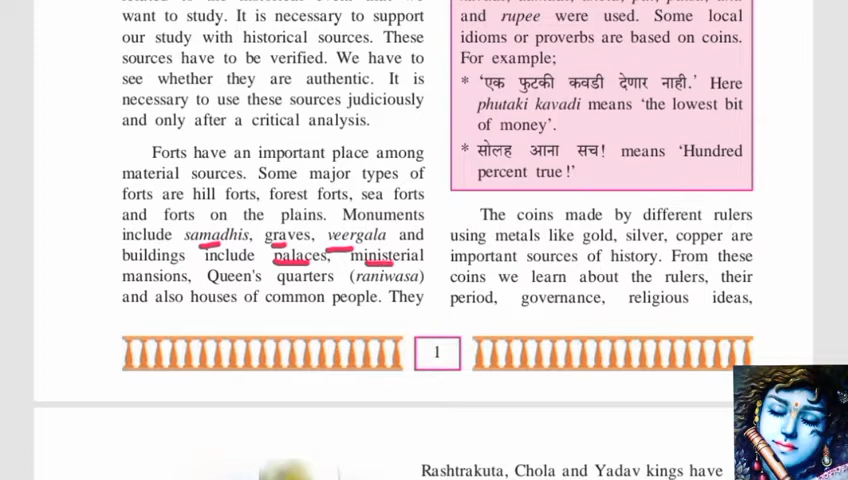 want to study. It is necessary to support
our study with historical sources. These
sources have to be verified. We have to
see whether they are authentic. It is
necessary to use these sources judiciously
and only after a critical analysis.
Forts have an important place among
material sources. Some major types of
forts are hill forts, forest forts, sea forts
and forts on the plains. Monuments
include samadhis, graves, veergala and
buildings include palaces, ministerial
mansions, Queen's quarters (raniwasa)
and also houses of common people. They
and rupee were used. Some local
idioms or proverbs are based on coins.
For example;
* 'एक फुटकी कवडी देणार नाही.' Here
phutaki kavadi means 'the lowest bit
of money'.
* सोलह आना सच! means 'Hundred
percent true!'
The coins made by different rulers
using metals like gold, silver, copper are
important sources of history. From these
coins we learn about the rulers, their
period, governance, religious ideas,
1
Rashtrakuta, Chola and Yadav kings have